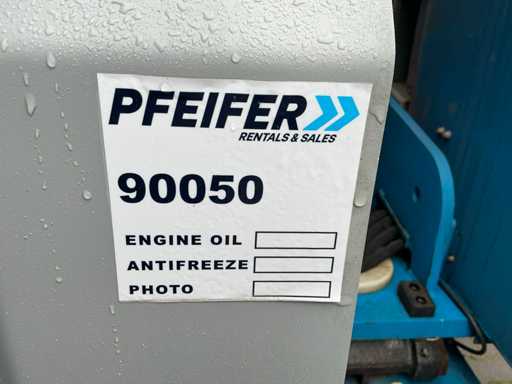 PFEIFER
RENTALS & SALES
90050
ENGINE OIL
ANTIFREEZE
PHOTO